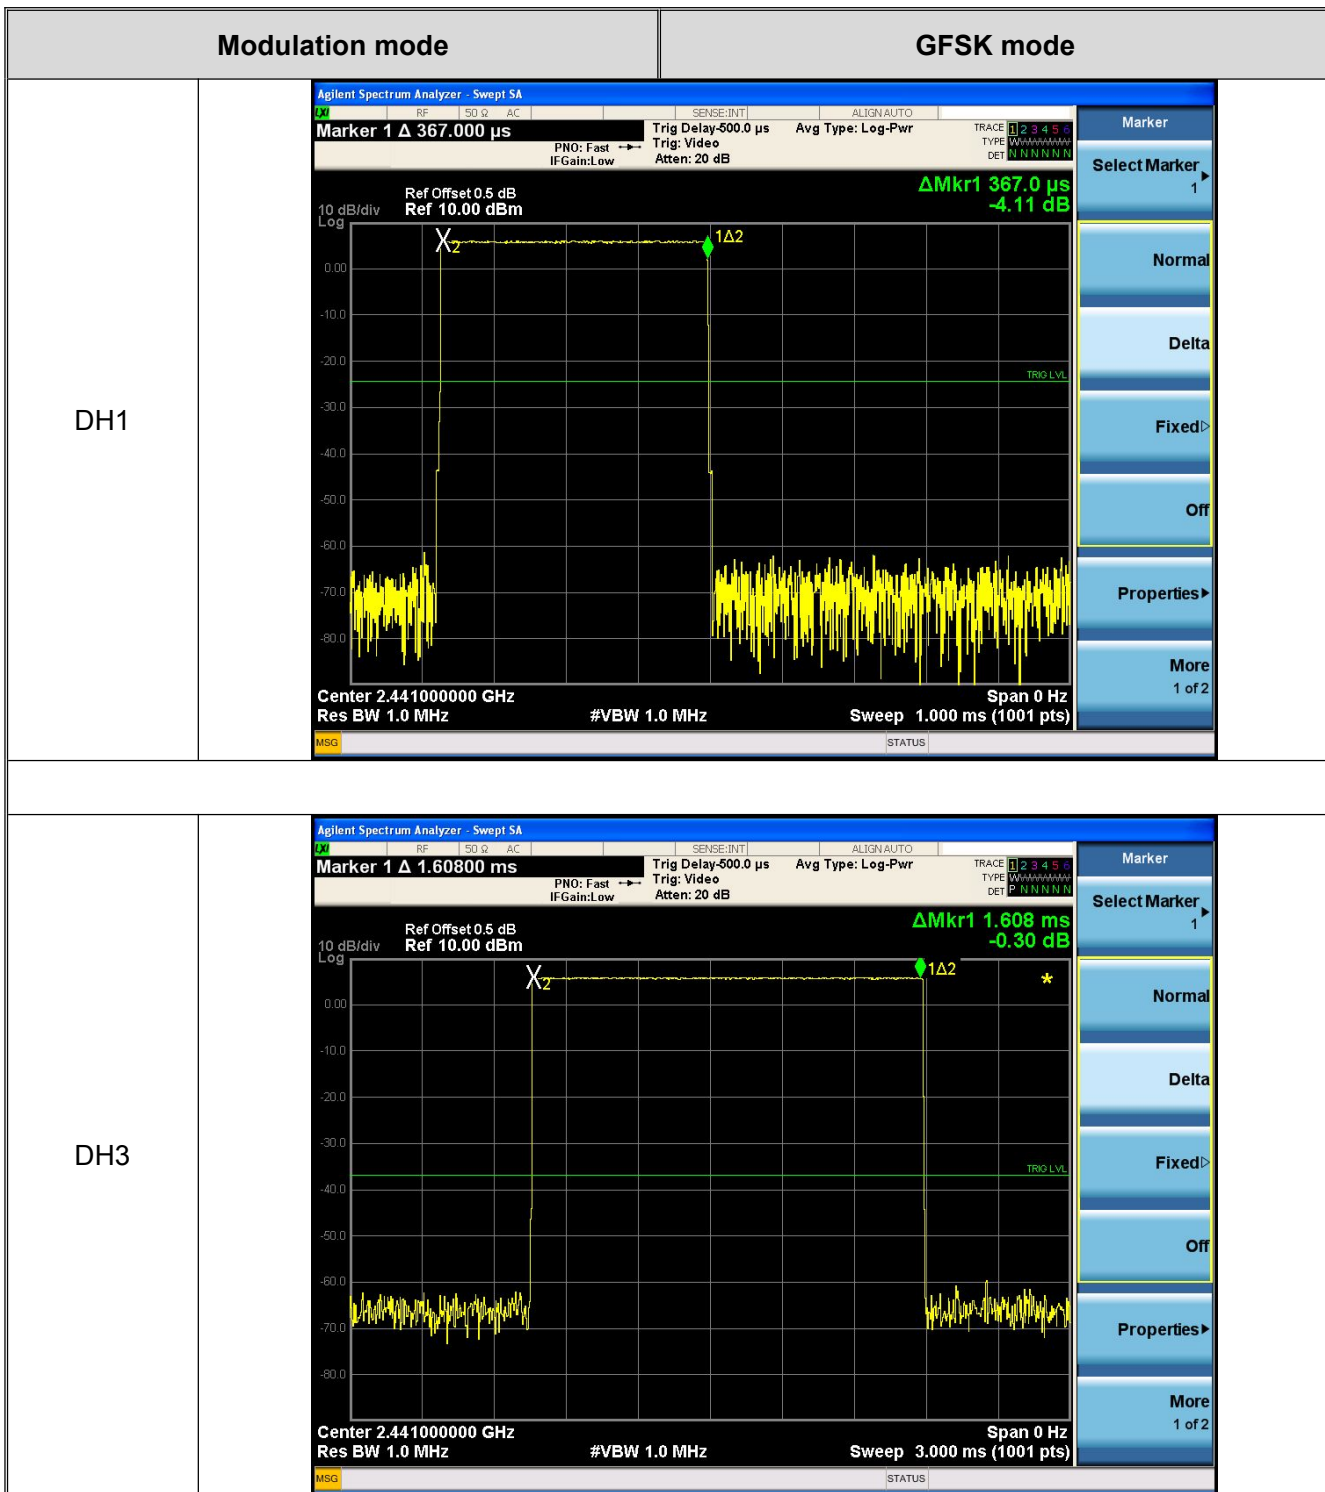 Modulation mode GFSK mode
DH1
Agilent Spectrum Analyzer - Swept SA
LXI RF 50 Ω AC SENSE:INT ALIGN AUTO
Marker 1 Δ 367.000 µs
PNO: Fast
IFGain:Low
Trig Delay-500.0 µs
Trig: Video
Atten: 20 dB
Avg Type: Log-Pwr
TRACE 1 2 3 4 5 6
TYPE
DET N N N N N N
Ref Offset 0.5 dB
10 dB/div Ref 10.00 dBm
Log
ΔMkr1 367.0 µs
-4.11 dB
X2
1Δ2
0.00
-10.0
-20.0
TRIG LVL
-30.0
-40.0
-50.0
-60.0
-70.0
-80.0
Center 2.441000000 GHz Span 0 Hz
Res BW 1.0 MHz #VBW 1.0 MHz Sweep 1.000 ms (1001 pts)
MSG STATUS
Marker
Select Marker
1
Normal
Delta
Fixed
Off
Properties
More
1 of 2
DH3
Agilent Spectrum Analyzer - Swept SA
LXI RF 50 Ω AC SENSE:INT ALIGN AUTO
Marker 1 Δ 1.60800 ms
PNO: Fast
IFGain:Low
Trig Delay-500.0 µs
Trig: Video
Atten: 20 dB
Avg Type: Log-Pwr
TRACE 1 2 3 4 5 6
TYPE
DET P N N N N N
Ref Offset 0.5 dB
10 dB/div Ref 10.00 dBm
Log
ΔMkr1 1.608 ms
-0.30 dB
X2
1Δ2
*
0.00
-10.0
-20.0
-30.0
TRIG LVL
-40.0
-50.0
-60.0
-70.0
-80.0
Center 2.441000000 GHz Span 0 Hz
Res BW 1.0 MHz #VBW 1.0 MHz Sweep 3.000 ms (1001 pts)
MSG STATUS
Marker
Select Marker
1
Normal
Delta
Fixed
Off
Properties
More
1 of 2